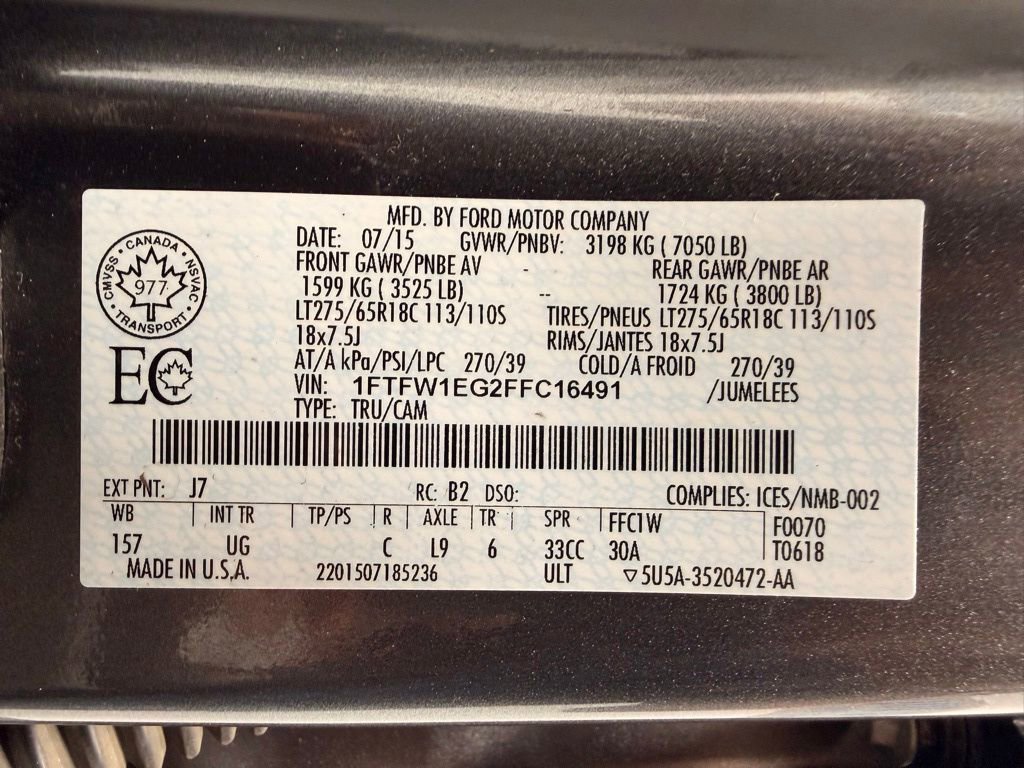 MFD. BY FORD MOTOR COMPANY
DATE: 07/15 GVWR/PNBV: 3198 KG ( 7050 LB)
FRONT GAWR/PNBE AV - REAR GAWR/PNBE AR
1599 KG ( 3525 LB) -- 1724 KG ( 3800 LB)
LT275/65R18C 113/110S TIRES/PNEUS LT275/65R18C 113/110S
18x7.5J RIMS/JANTES 18x7.5J
AT/A kPa/PSI/LPC 270/39 COLD/A FROID 270/39
VIN: 1FTFW1EG2FFC16491 /JUMELEES
TYPE: TRU/CAM
CMVSS • CANADA • NSVAC • TRANSPORT •
977
EC
EXT PNT: J7 RC: B2 DSO: COMPLIES: ICES/NMB-002
WB | INT TR | TP/PS | R | AXLE | TR | SPR | FFC1W | F0070
157 UG C L9 6 33CC 30A | T0618
MADE IN U.S.A. 2201507185236 ULT ▽5U5A-3520472-AA